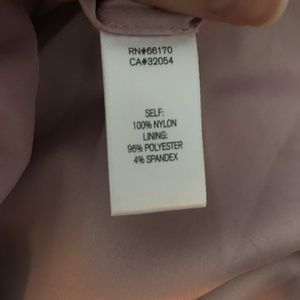 RN#66170
CA#32054
SELF:
100% NYLON
LINING:
96% POLYESTER
4% SPANDEX